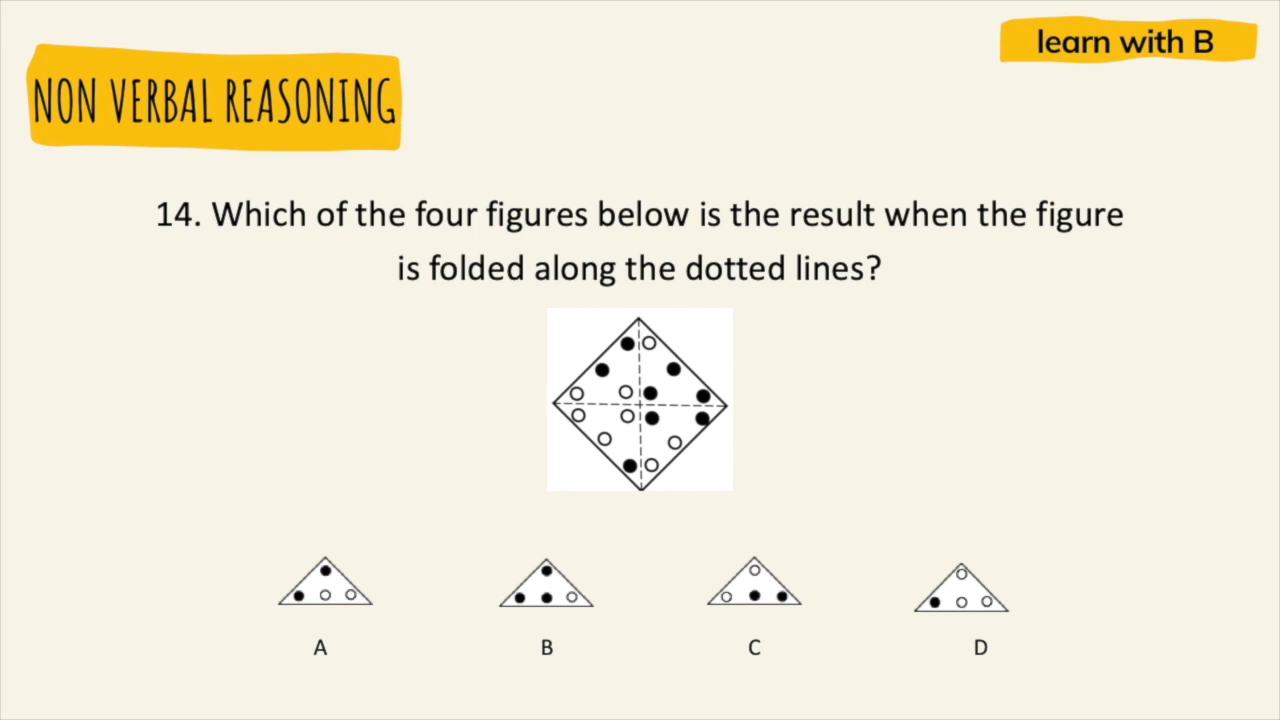 learn with B
NON VERBAL REASONING
14. Which of the four figures below is the result when the figure
is folded along the dotted lines?
A
B
C
D